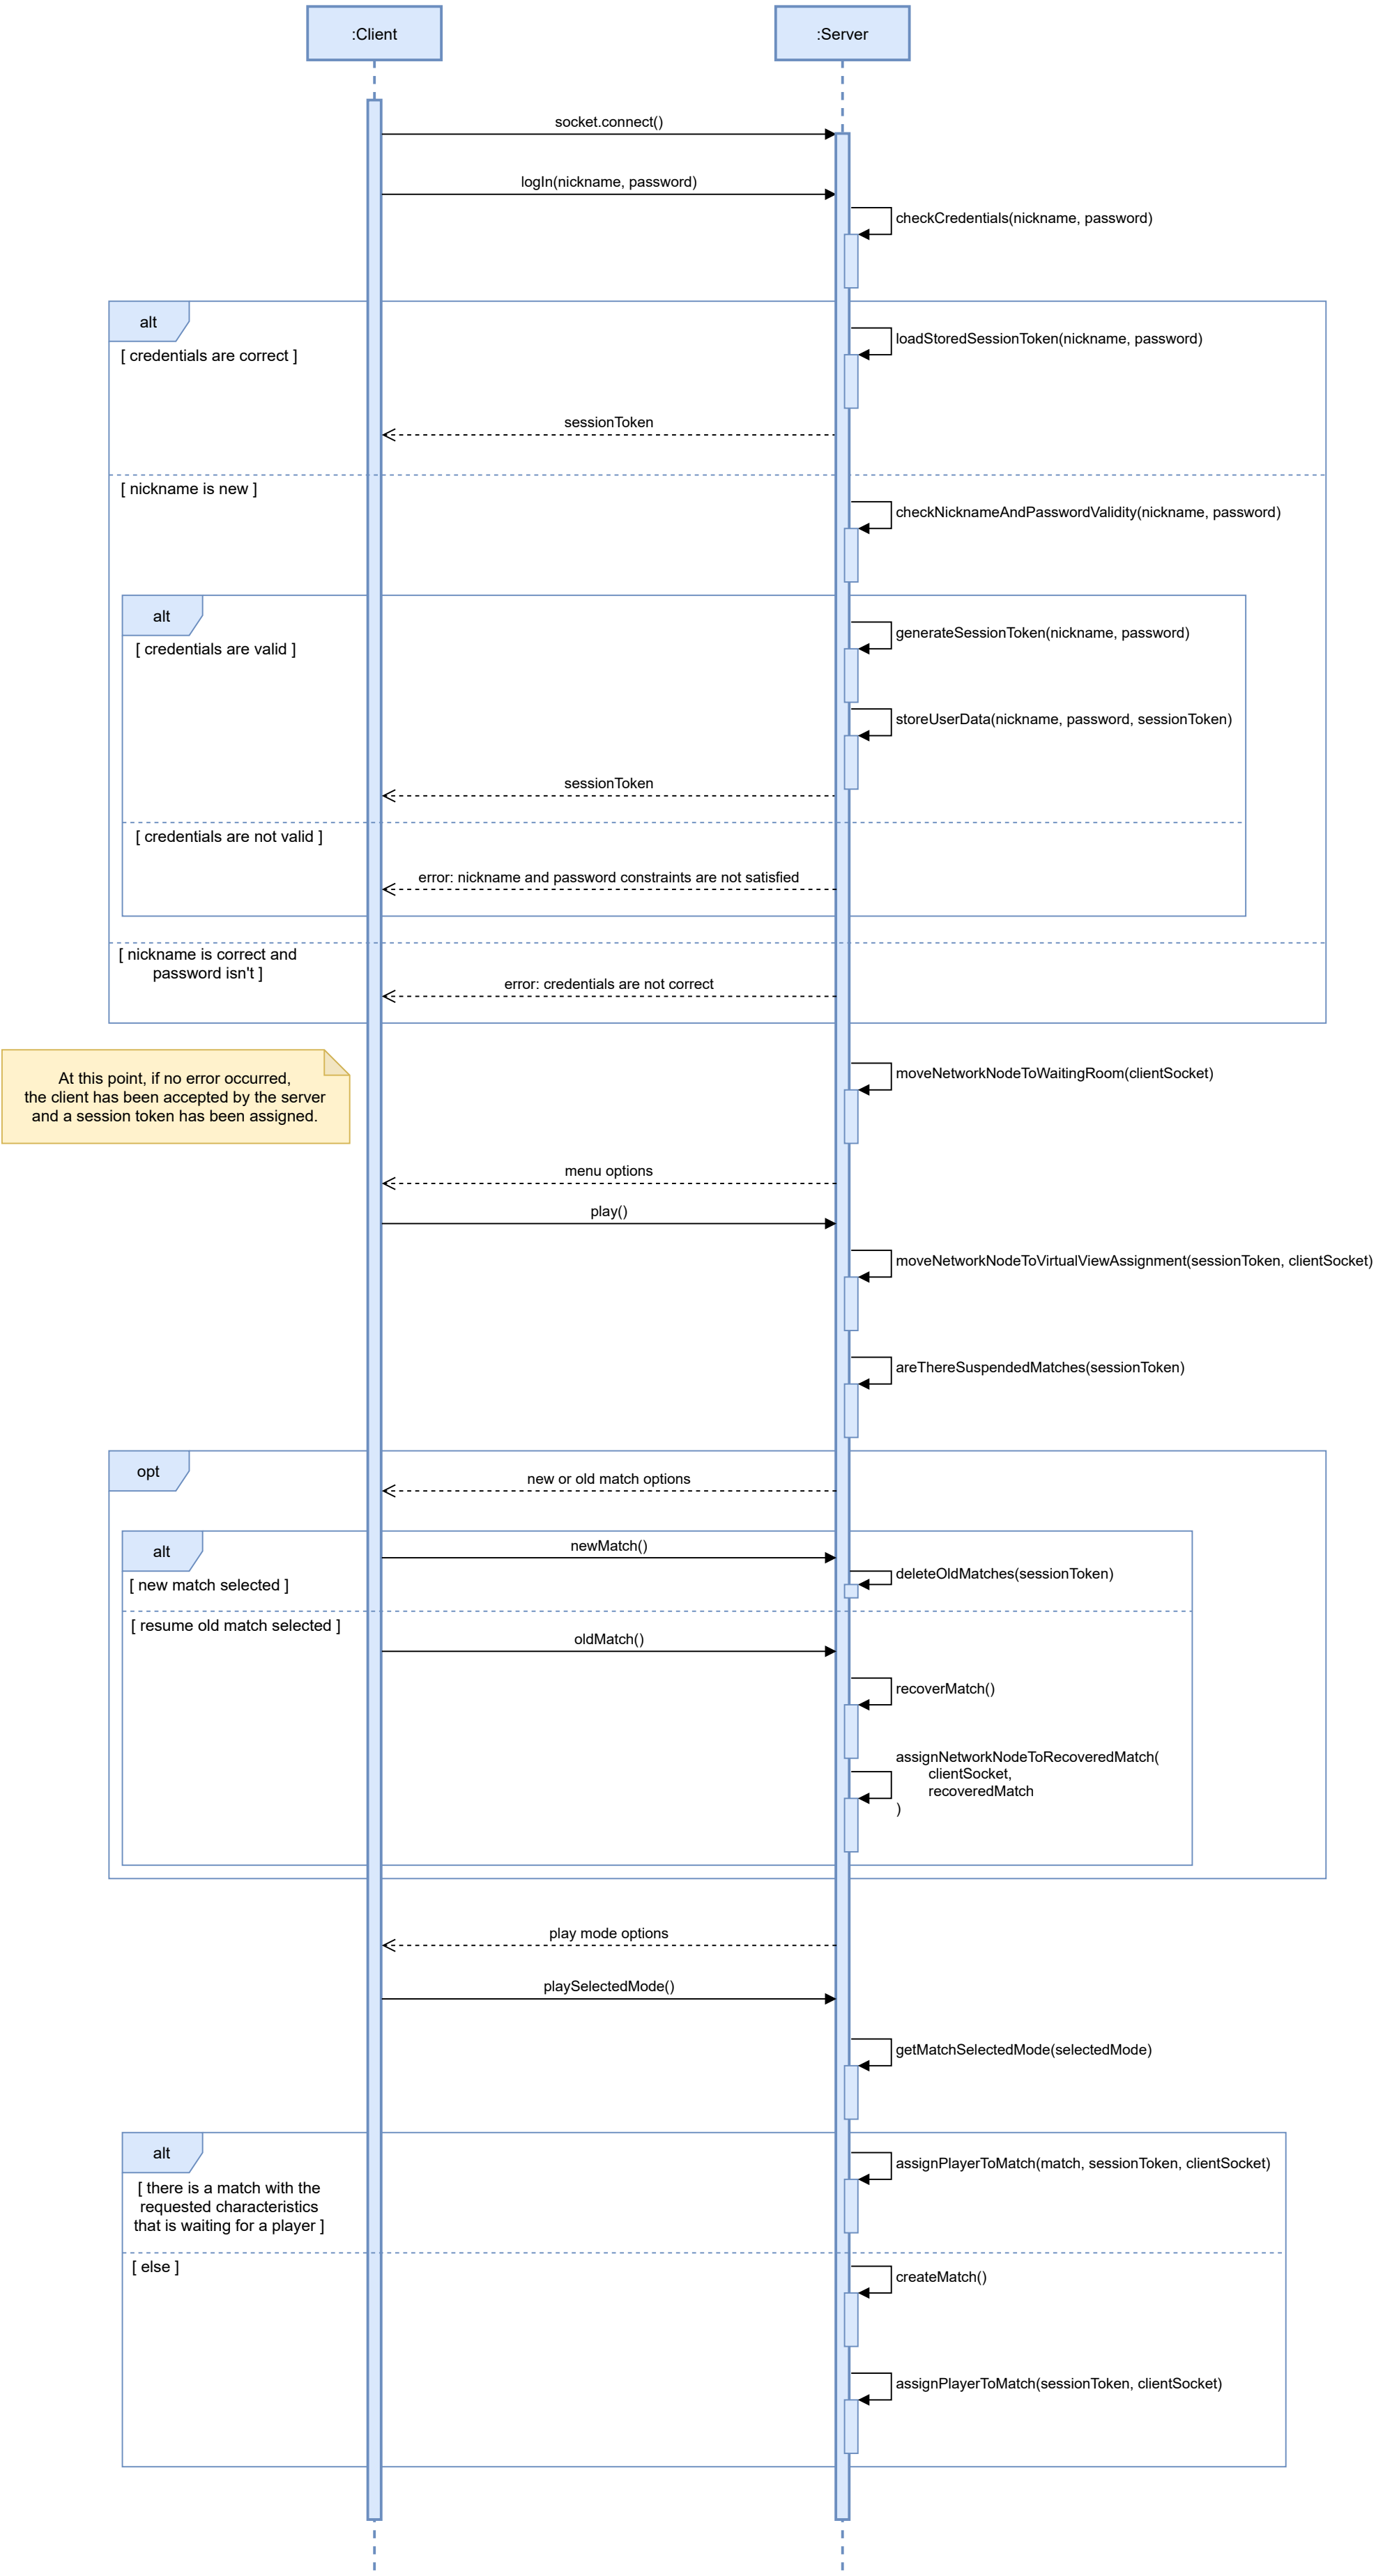 :Client
:Server
socket.connect()
logIn(nickname, password)
checkCredentials(nickname, password)
alt
loadStoredSessionToken(nickname, password)
[ credentials are correct ]
sessionToken
[ nickname is new ]
checkNicknameAndPasswordValidity(nickname, password)
alt
generateSessionToken(nickname, password)
[ credentials are valid ]
storeUserData(nickname, password, sessionToken)
sessionToken
[ credentials are not valid ]
error: nickname and password constraints are not satisfied
[ nickname is correct and
password isn't ]
error: credentials are not correct
At this point, if no error occurred,
the client has been accepted by the server
and a session token has been assigned.
moveNetworkNodeToWaitingRoom(clientSocket)
menu options
play()
moveNetworkNodeToVirtualViewAssignment(sessionToken, clientSocket)
areThereSuspendedMatches(sessionToken)
opt
new or old match options
alt
newMatch()
deleteOldMatches(sessionToken)
[ new match selected ]
[ resume old match selected ]
oldMatch()
recoverMatch()
assignNetworkNodeToRecoveredMatch(
clientSocket,
recoveredMatch
)
play mode options
playSelectedMode()
getMatchSelectedMode(selectedMode)
alt
assignPlayerToMatch(match, sessionToken, clientSocket)
[ there is a match with the
requested characteristics
that is waiting for a player ]
[ else ]
createMatch()
assignPlayerToMatch(sessionToken, clientSocket)